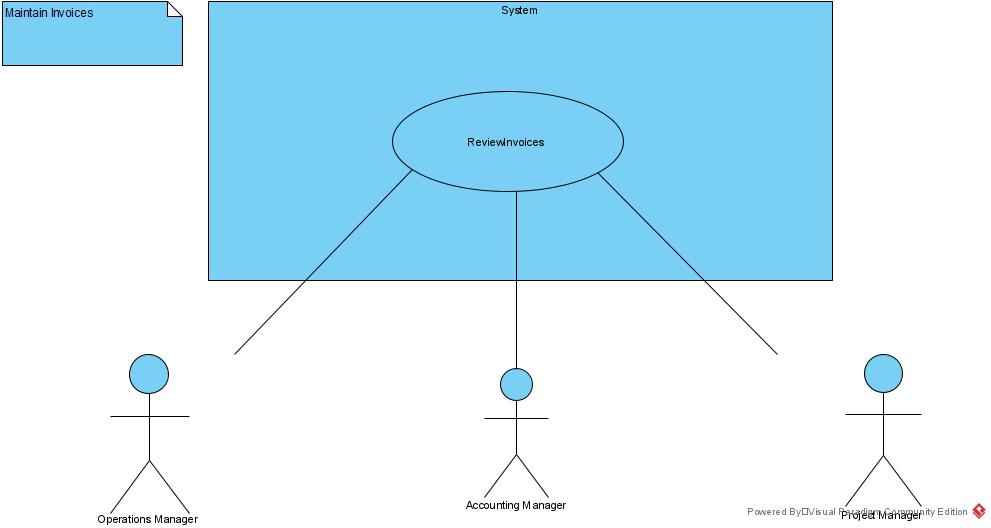 Maintain Invoices
System
ReviewInvoices
Accounting Manager
Operations Manager
Project Manager
Powered By Visual Paradigm Community Edition